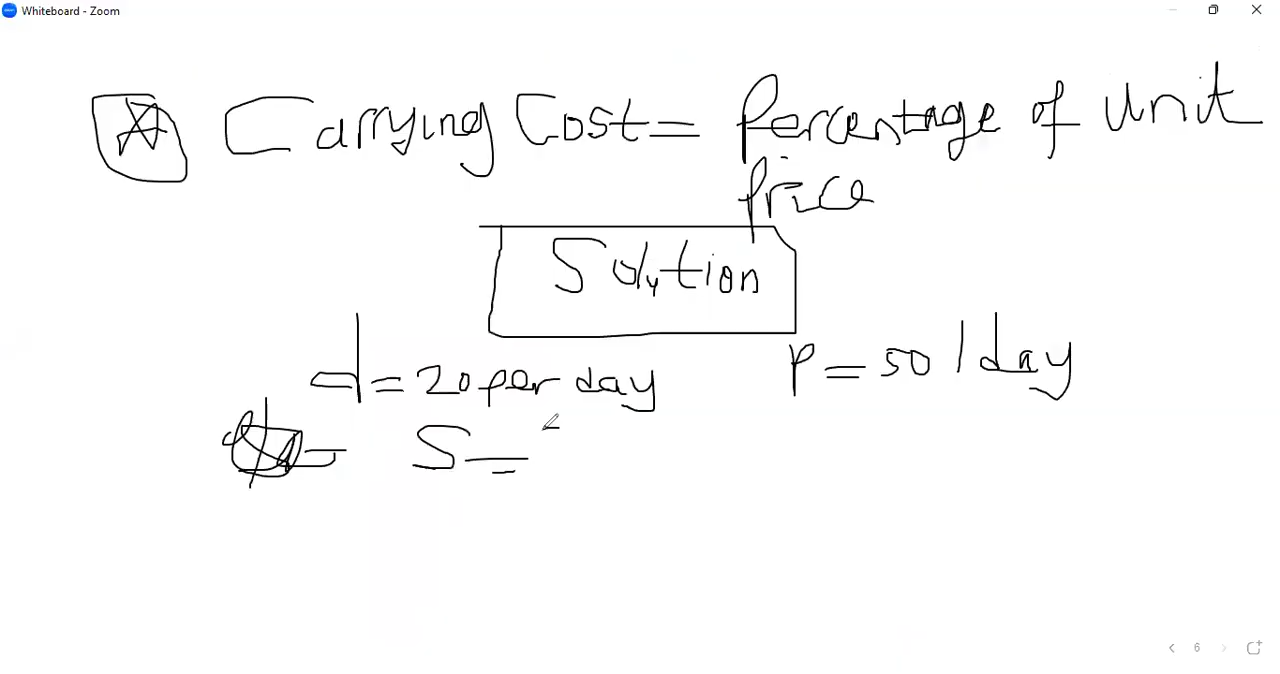 Whiteboard - Zoom
Carrying Cost = Percentage of Unit
Price
Solution
d = 20 per day P = 50 / day
S =
6